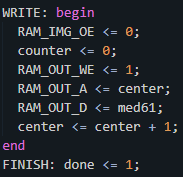 WRITE: begin
RAM_IMG_OE <= 0;
counter <= 0;
RAM_OUT_WE <= 1;
RAM_OUT_A <= center;
RAM_OUT_D <= med61;
center <= center + 1;
end
FINISH: done <= 1;